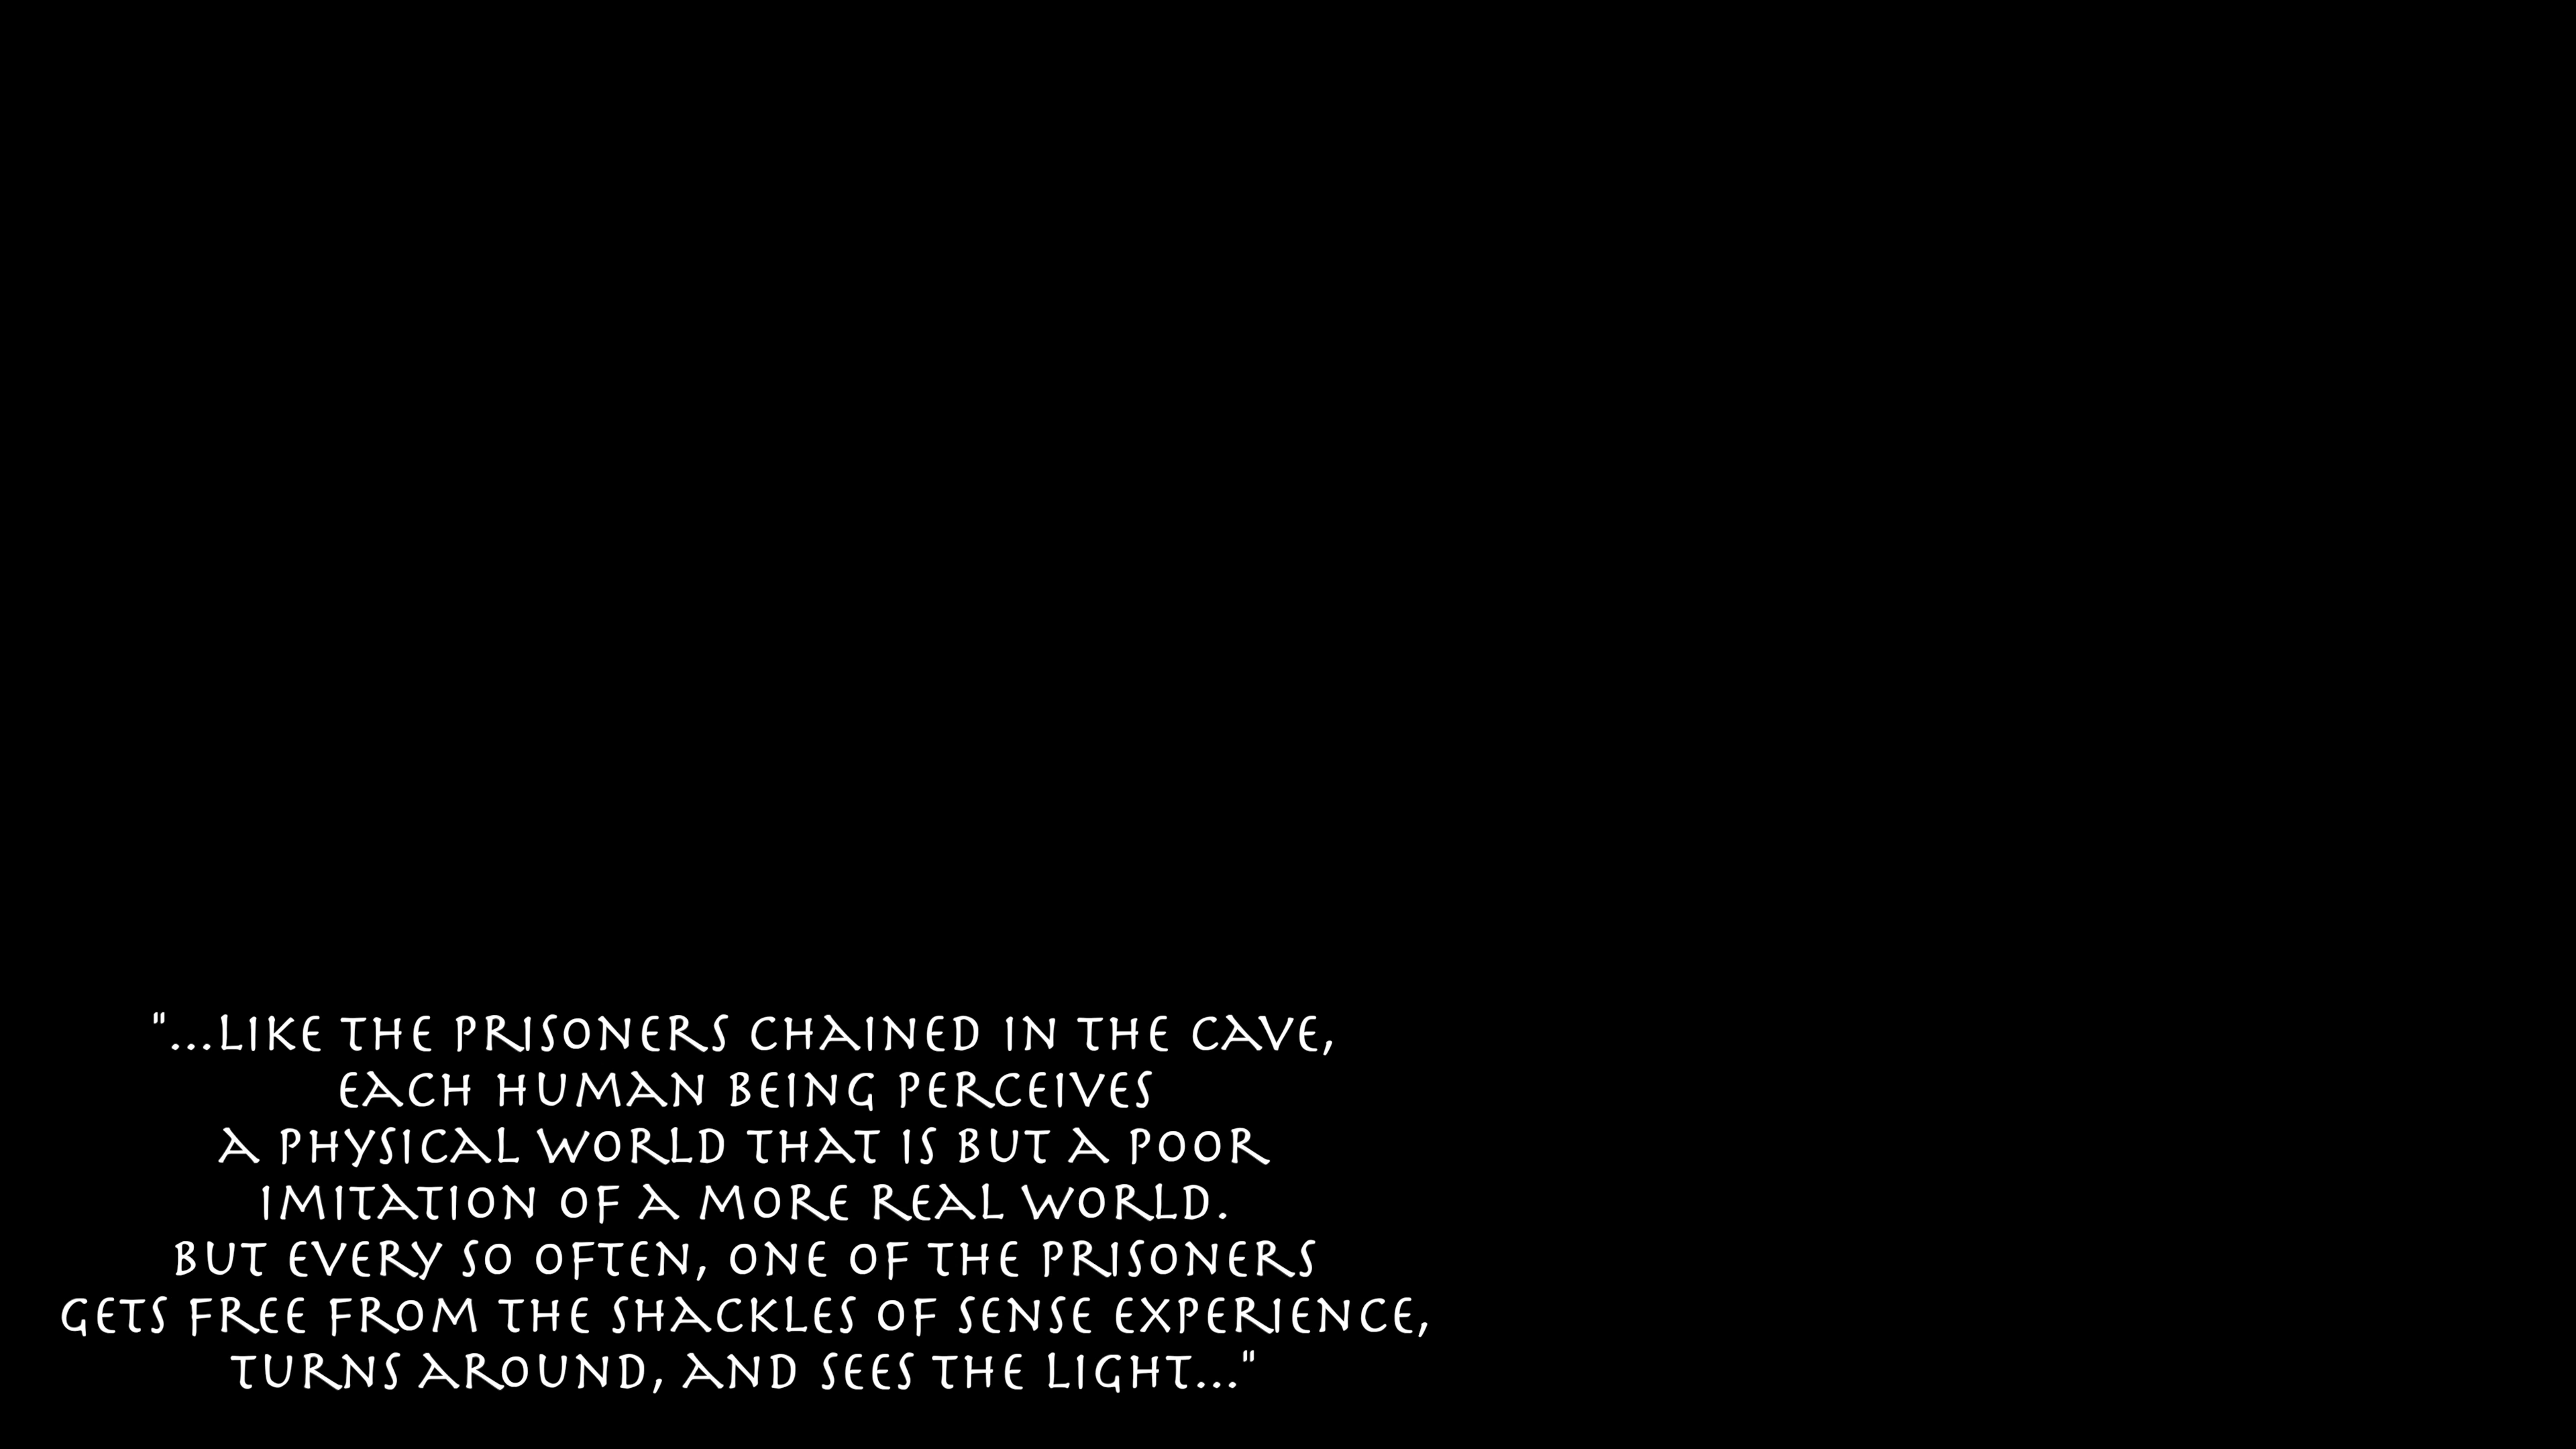 "...LIKE THE PRISONERS CHAINED IN THE CAVE,
EACH HUMAN BEING PERCEIVES
A PHYSICAL WORLD THAT IS BUT A POOR
IMITATION OF A MORE REAL WORLD.
BUT EVERY SO OFTEN, ONE OF THE PRISONERS
GETS FREE FROM THE SHACKLES OF SENSE EXPERIENCE,
TURNS AROUND, AND SEES THE LIGHT..."